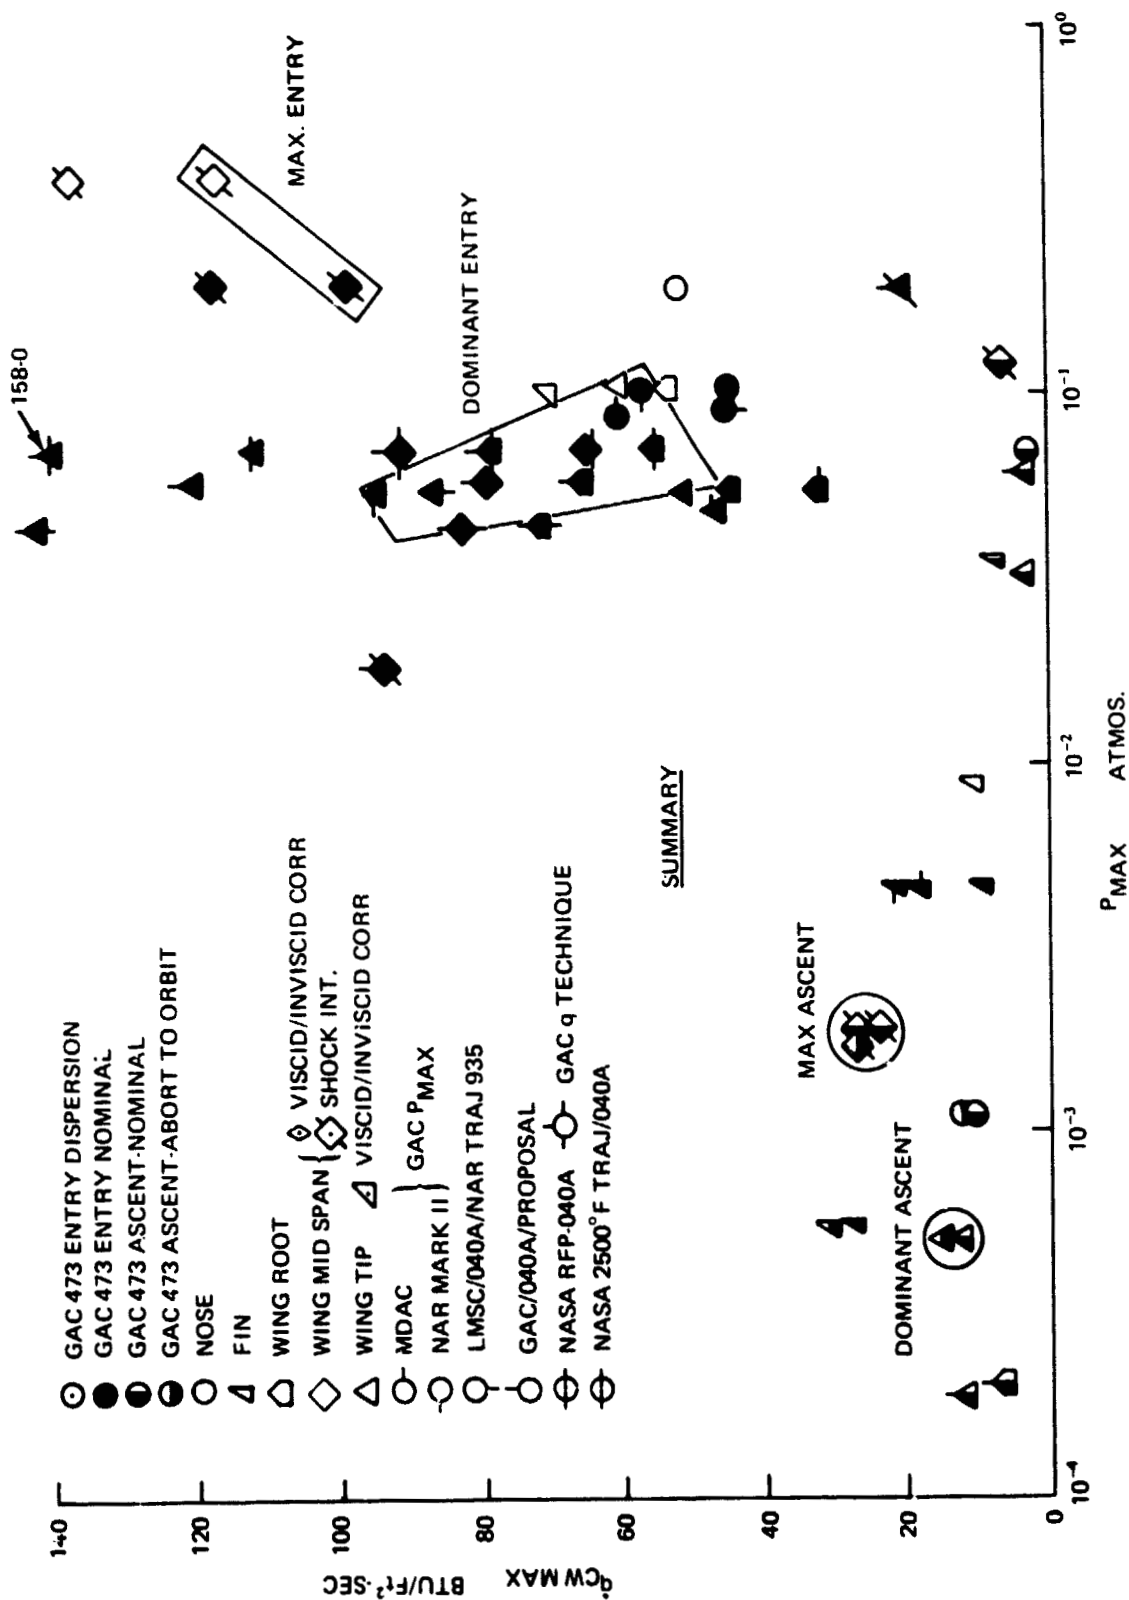 140
120
100
80
60
40
20
0
q̇CW MAX BTU/Ft²-SEC
GAC 473 ENTRY DISPERSION
GAC 473 ENTRY NOMINAL
GAC 473 ASCENT-NOMINAL
GAC 473 ASCENT-ABORT TO ORBIT
NOSE
FIN
WING ROOT
WING MID SPAN { VISCID/INVISCID CORR
SHOCK INT.
WING TIP VISCID/INVISCID CORR
MDAC
NAR MARK II } GAC PMAX
LMSC/040A/NAR TRAJ 935
GAC/040A/PROPOSAL
NASA RFP-040A GAC q TECHNIQUE
NASA 2500°F TRAJ/040A
SUMMARY
158-0
MAX. ENTRY
DOMINANT ENTRY
MAX ASCENT
DOMINANT ASCENT
10⁻⁴
10⁻³
10⁻²
10⁻¹
10⁰
PMAX ATMOS.